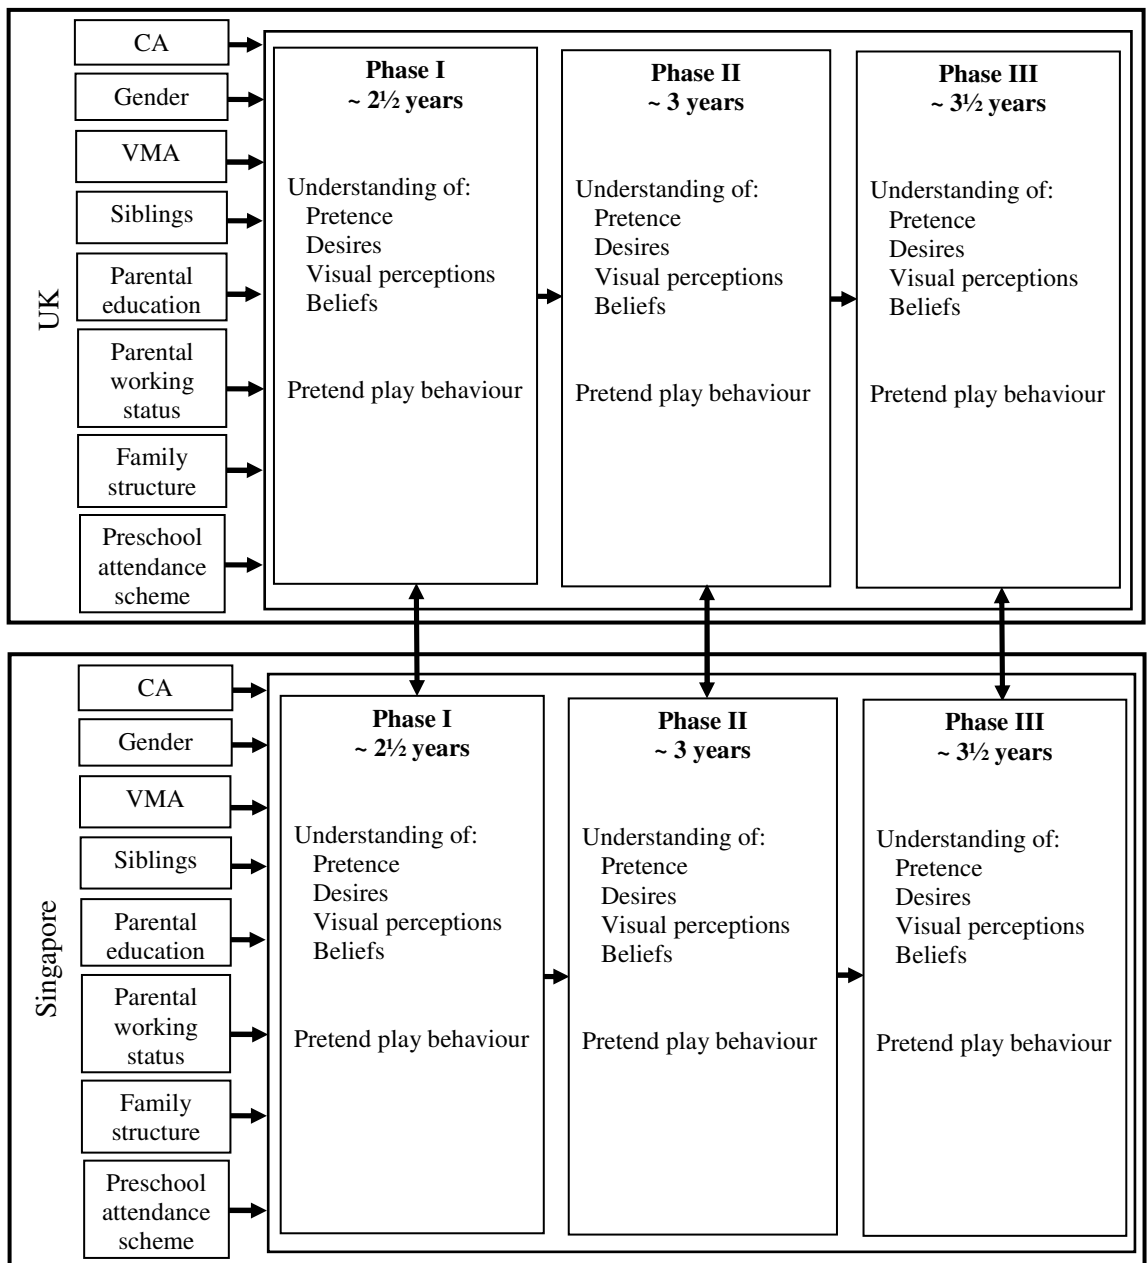 UK
CA
Gender
VMA
Siblings
Parental
education
Parental
working
status
Family
structure
Preschool
attendance
scheme
Phase I
~ 2½ years
Understanding of:
Pretence
Desires
Visual perceptions
Beliefs
Pretend play behaviour
Phase II
~ 3 years
Understanding of:
Pretence
Desires
Visual perceptions
Beliefs
Pretend play behaviour
Phase III
~ 3½ years
Understanding of:
Pretence
Desires
Visual perceptions
Beliefs
Pretend play behaviour
Singapore
CA
Gender
VMA
Siblings
Parental
education
Parental
working
status
Family
structure
Preschool
attendance
scheme
Phase I
~ 2½ years
Understanding of:
Pretence
Desires
Visual perceptions
Beliefs
Pretend play behaviour
Phase II
~ 3 years
Understanding of:
Pretence
Desires
Visual perceptions
Beliefs
Pretend play behaviour
Phase III
~ 3½ years
Understanding of:
Pretence
Desires
Visual perceptions
Beliefs
Pretend play behaviour